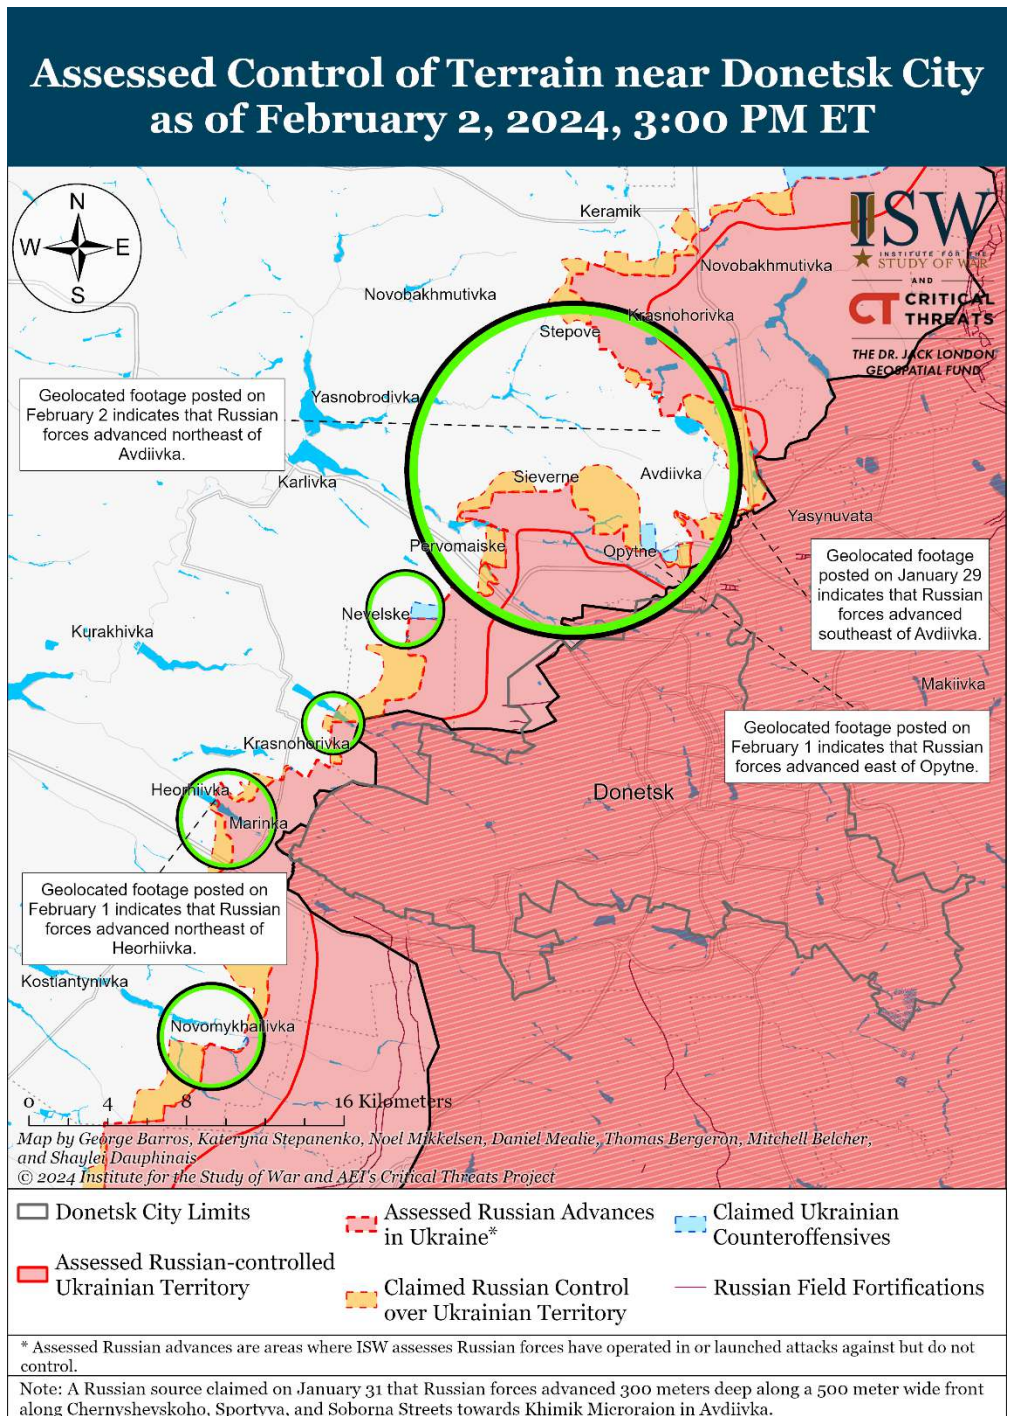 Assessed Control of Terrain near Donetsk City
as of February 2, 2024, 3:00 PM ET
N
W
E
S
ISW
INSTITUTE FOR THE
STUDY OF WAR
AND
CT
CRITICAL
THREATS
THE DR. JACK LONDON
GEOSPATIAL FUND
Keramik
Novobakhmutivka
Novobakhmutivka
Krasnohorivka
Stepove
Geolocated footage posted on
February 2 indicates that Russian
forces advanced northeast of
Avdiivka.
Yasnobrodivka
Karlivka
Sieverne
Avdiivka
Yasynuvata
Pervomaiske
Opytne
Geolocated footage
posted on January 29
indicates that Russian
forces advanced
southeast of Avdiivka.
Nevelske
Kurakhivka
Makiivka
Geolocated footage posted on
February 1 indicates that Russian
forces advanced east of Opytne.
Krasnohorivka
Heorhiivka
Marinka
Donetsk
Geolocated footage posted on
February 1 indicates that Russian
forces advanced northeast of
Heorhiivka.
Kostiantynivka
Novomykhailivka
0 4 8 16 Kilometers
Map by George Barros, Kateryna Stepanenko, Noel Mikkelsen, Daniel Mealie, Thomas Bergeron, Mitchell Belcher,
and Shaylei Dauphinais
© 2024 Institute for the Study of War and AEI's Critical Threats Project
Donetsk City Limits
Assessed Russian-controlled
Ukrainian Territory
Assessed Russian Advances
in Ukraine*
Claimed Russian Control
over Ukrainian Territory
Claimed Ukrainian
Counteroffensives
Russian Field Fortifications
* Assessed Russian advances are areas where ISW assesses Russian forces have operated in or launched attacks against but do not
control.
Note: A Russian source claimed on January 31 that Russian forces advanced 300 meters deep along a 500 meter wide front
along Chernyshevskoho, Sportyva, and Soborna Streets towards Khimik Microraion in Avdiivka.